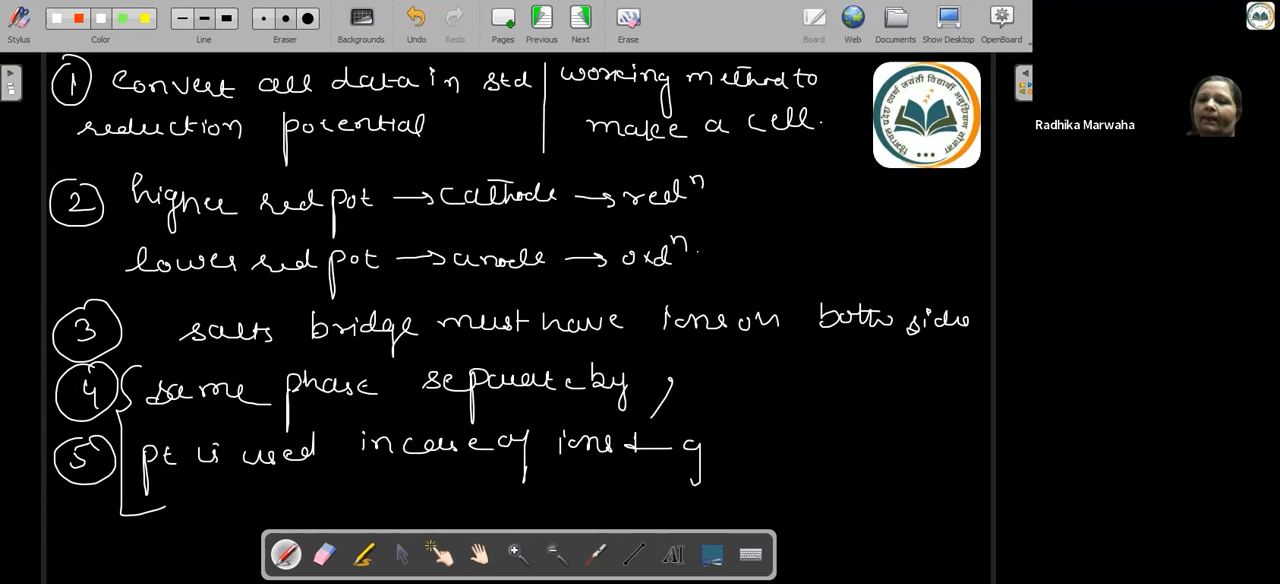 Stylus
Color
Line
Eraser
Backgrounds
Undo
Redo
Pages
Previous
Next
Erase
Board
Web
Documents
Show Desktop
OpenBoard
Radhika Marwaha
① Convert all data in std | working method to
reduction potential | make a cell.
② higher red pot → cathode → redⁿ
lower red pot → anode → oxdⁿ.
③ salts bridge must have ions on both side
④ same phase separate by ,
⑤ pt is used in case of ions + g
AI